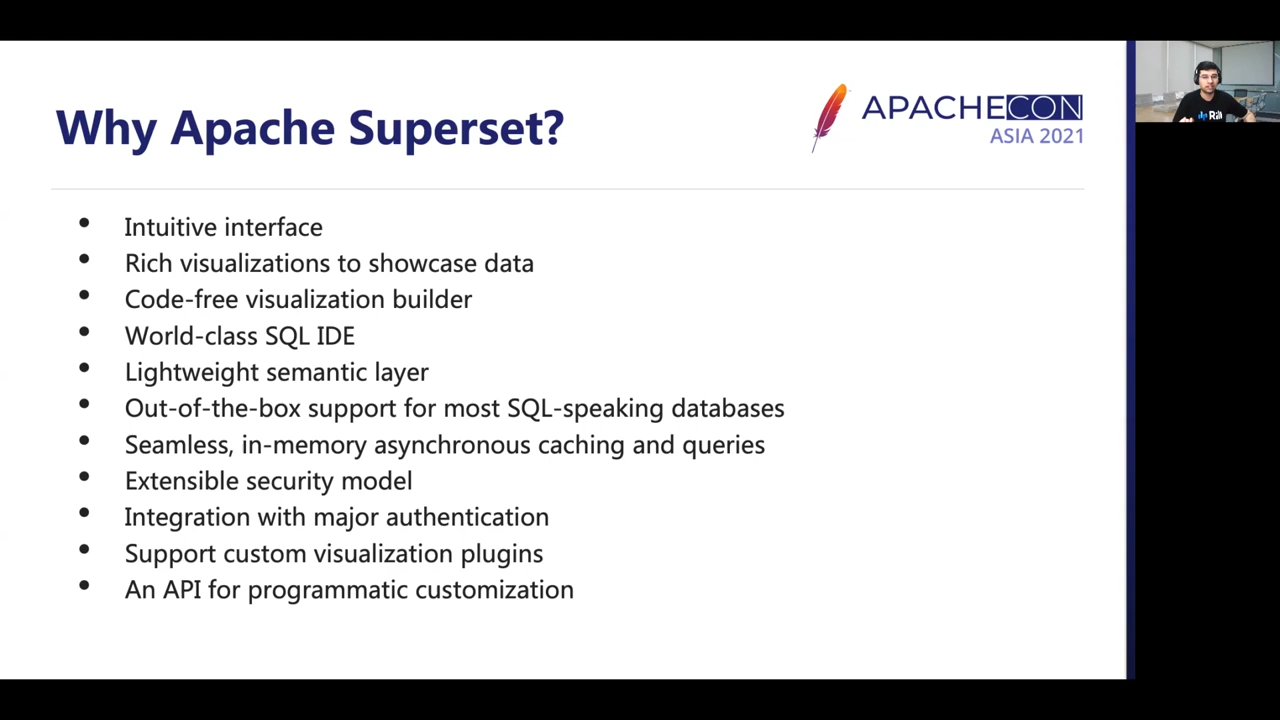 Why Apache Superset?
APACHECON
ASIA 2021
• Intuitive interface
• Rich visualizations to showcase data
• Code-free visualization builder
• World-class SQL IDE
• Lightweight semantic layer
• Out-of-the-box support for most SQL-speaking databases
• Seamless, in-memory asynchronous caching and queries
• Extensible security model
• Integration with major authentication
• Support custom visualization plugins
• An API for programmatic customization